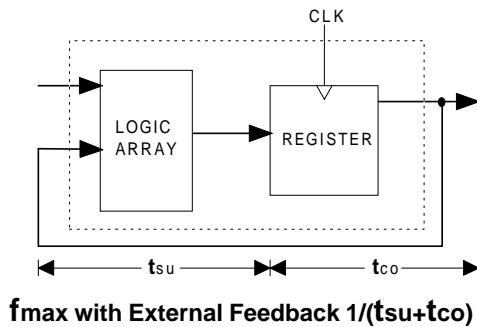 CLK
LOGIC
ARRAY
REGISTER
tsu
tco
fmax with External Feedback 1/(tsu+tco)